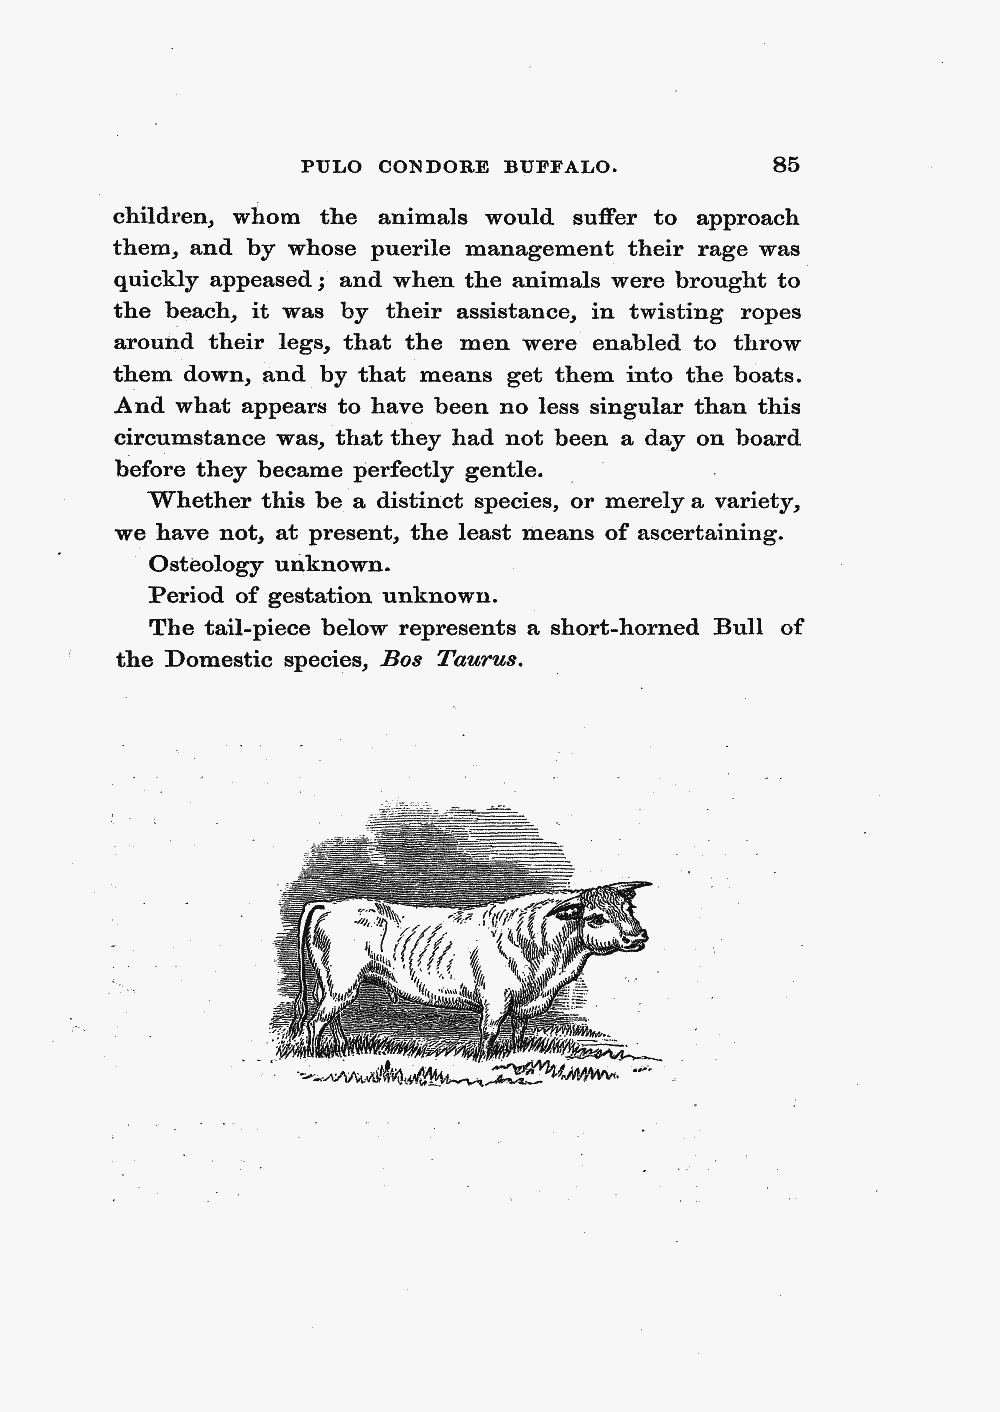 PULO CONDORE BUFFALO. 85
children, whom the animals would suffer to approach
them, and by whose puerile management their rage was
quickly appeased; and when the animals were brought to
the beach, it was by their assistance, in twisting ropes
around their legs, that the men were enabled to throw
them down, and by that means get them into the boats.
And what appears to have been no less singular than this
circumstance was, that they had not been a day on board
before they became perfectly gentle.
Whether this be a distinct species, or merely a variety,
we have not, at present, the least means of ascertaining.
Osteology unknown.
Period of gestation unknown.
The tail-piece below represents a short-horned Bull of
the Domestic species, Bos Taurus.